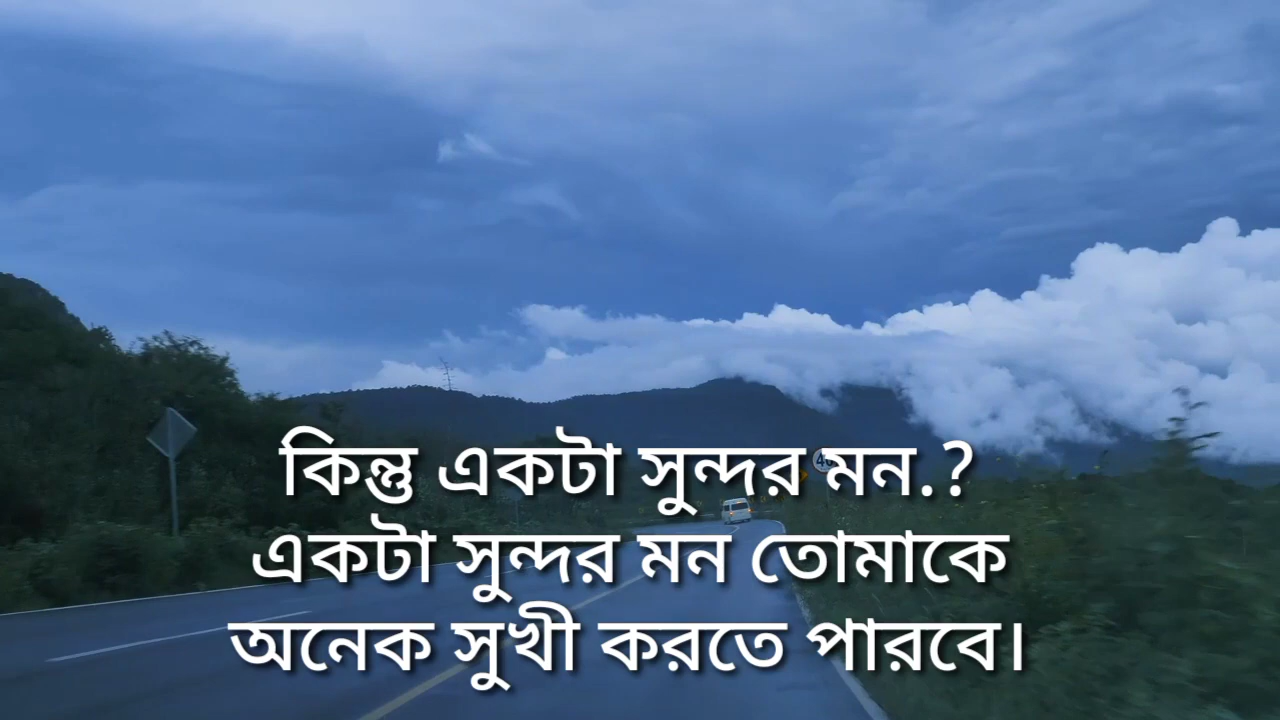 কিন্তু একটা সুন্দর মন.?
একটা সুন্দর মন তোমাকে
অনেক সুখী করতে পারবে।